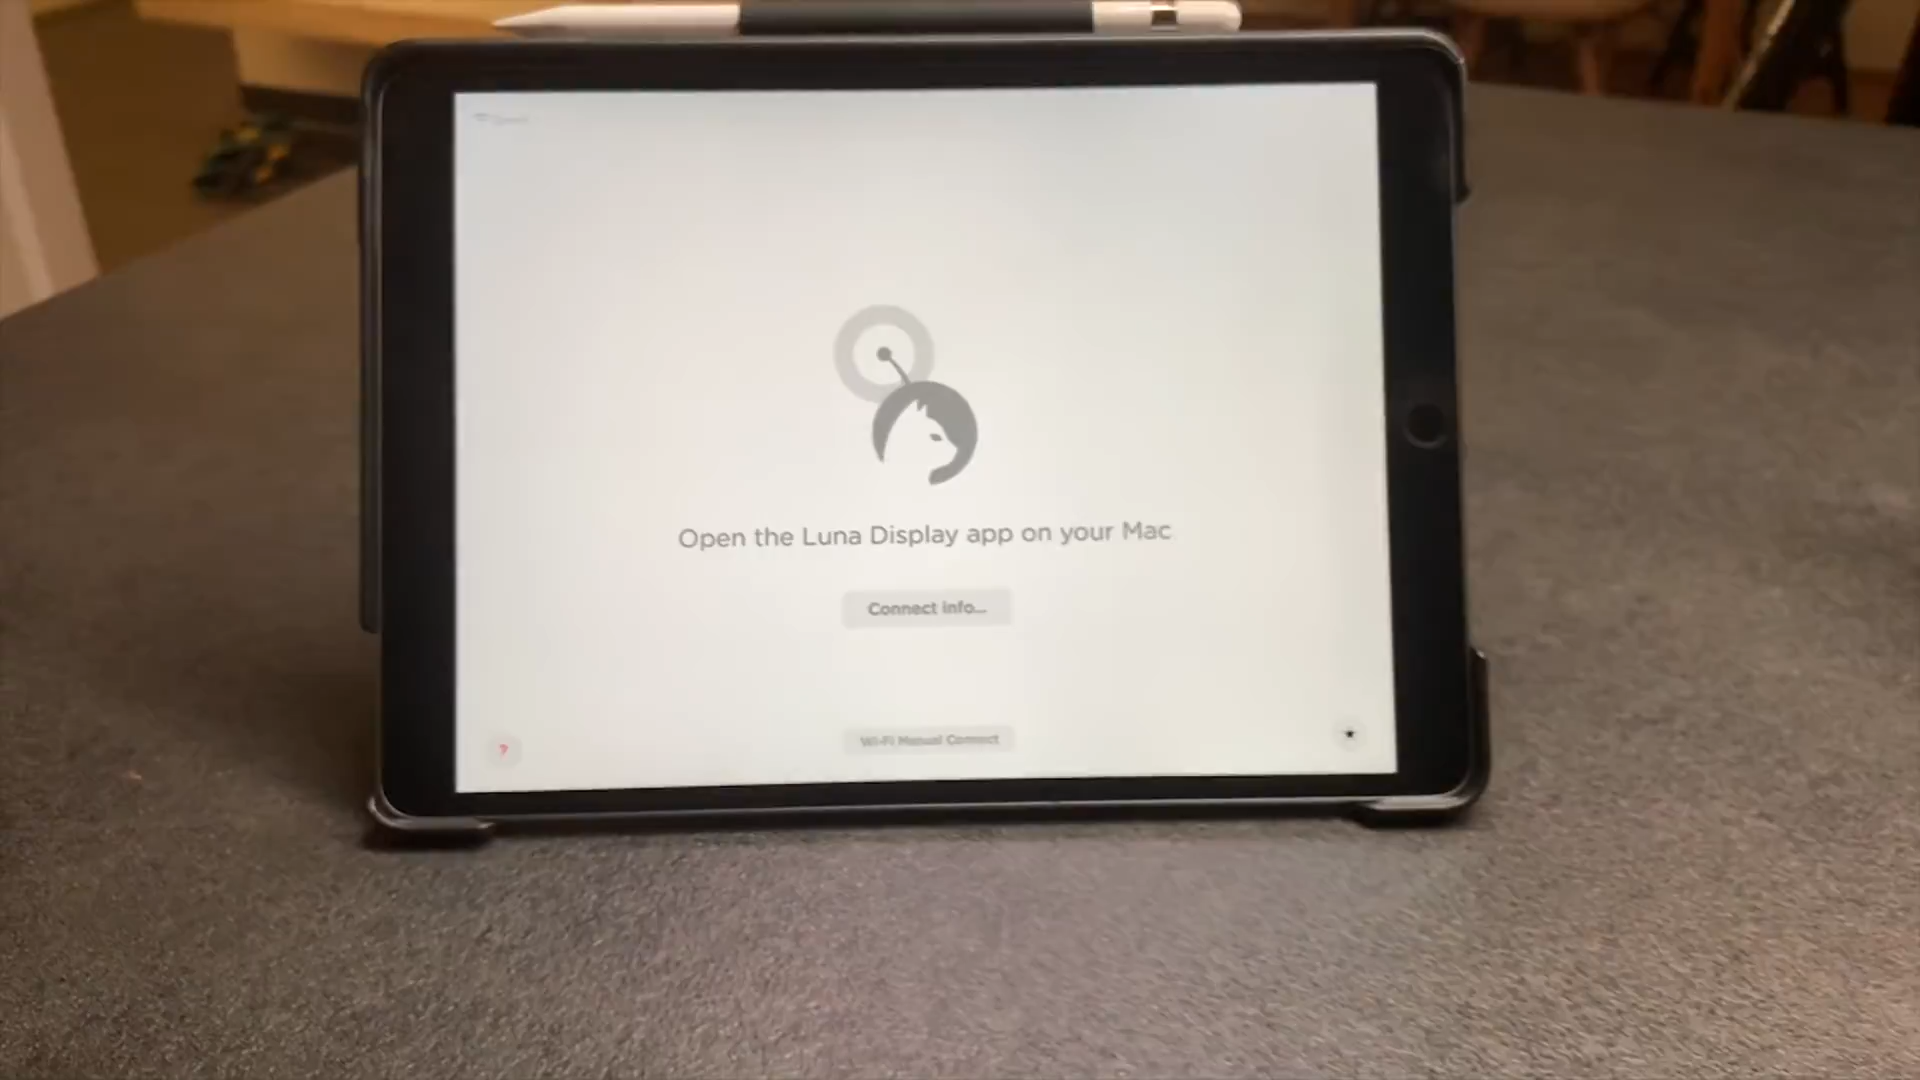 Open the Luna Display app on your Mac
Connect info...
Wi-Fi Manual Connect
?